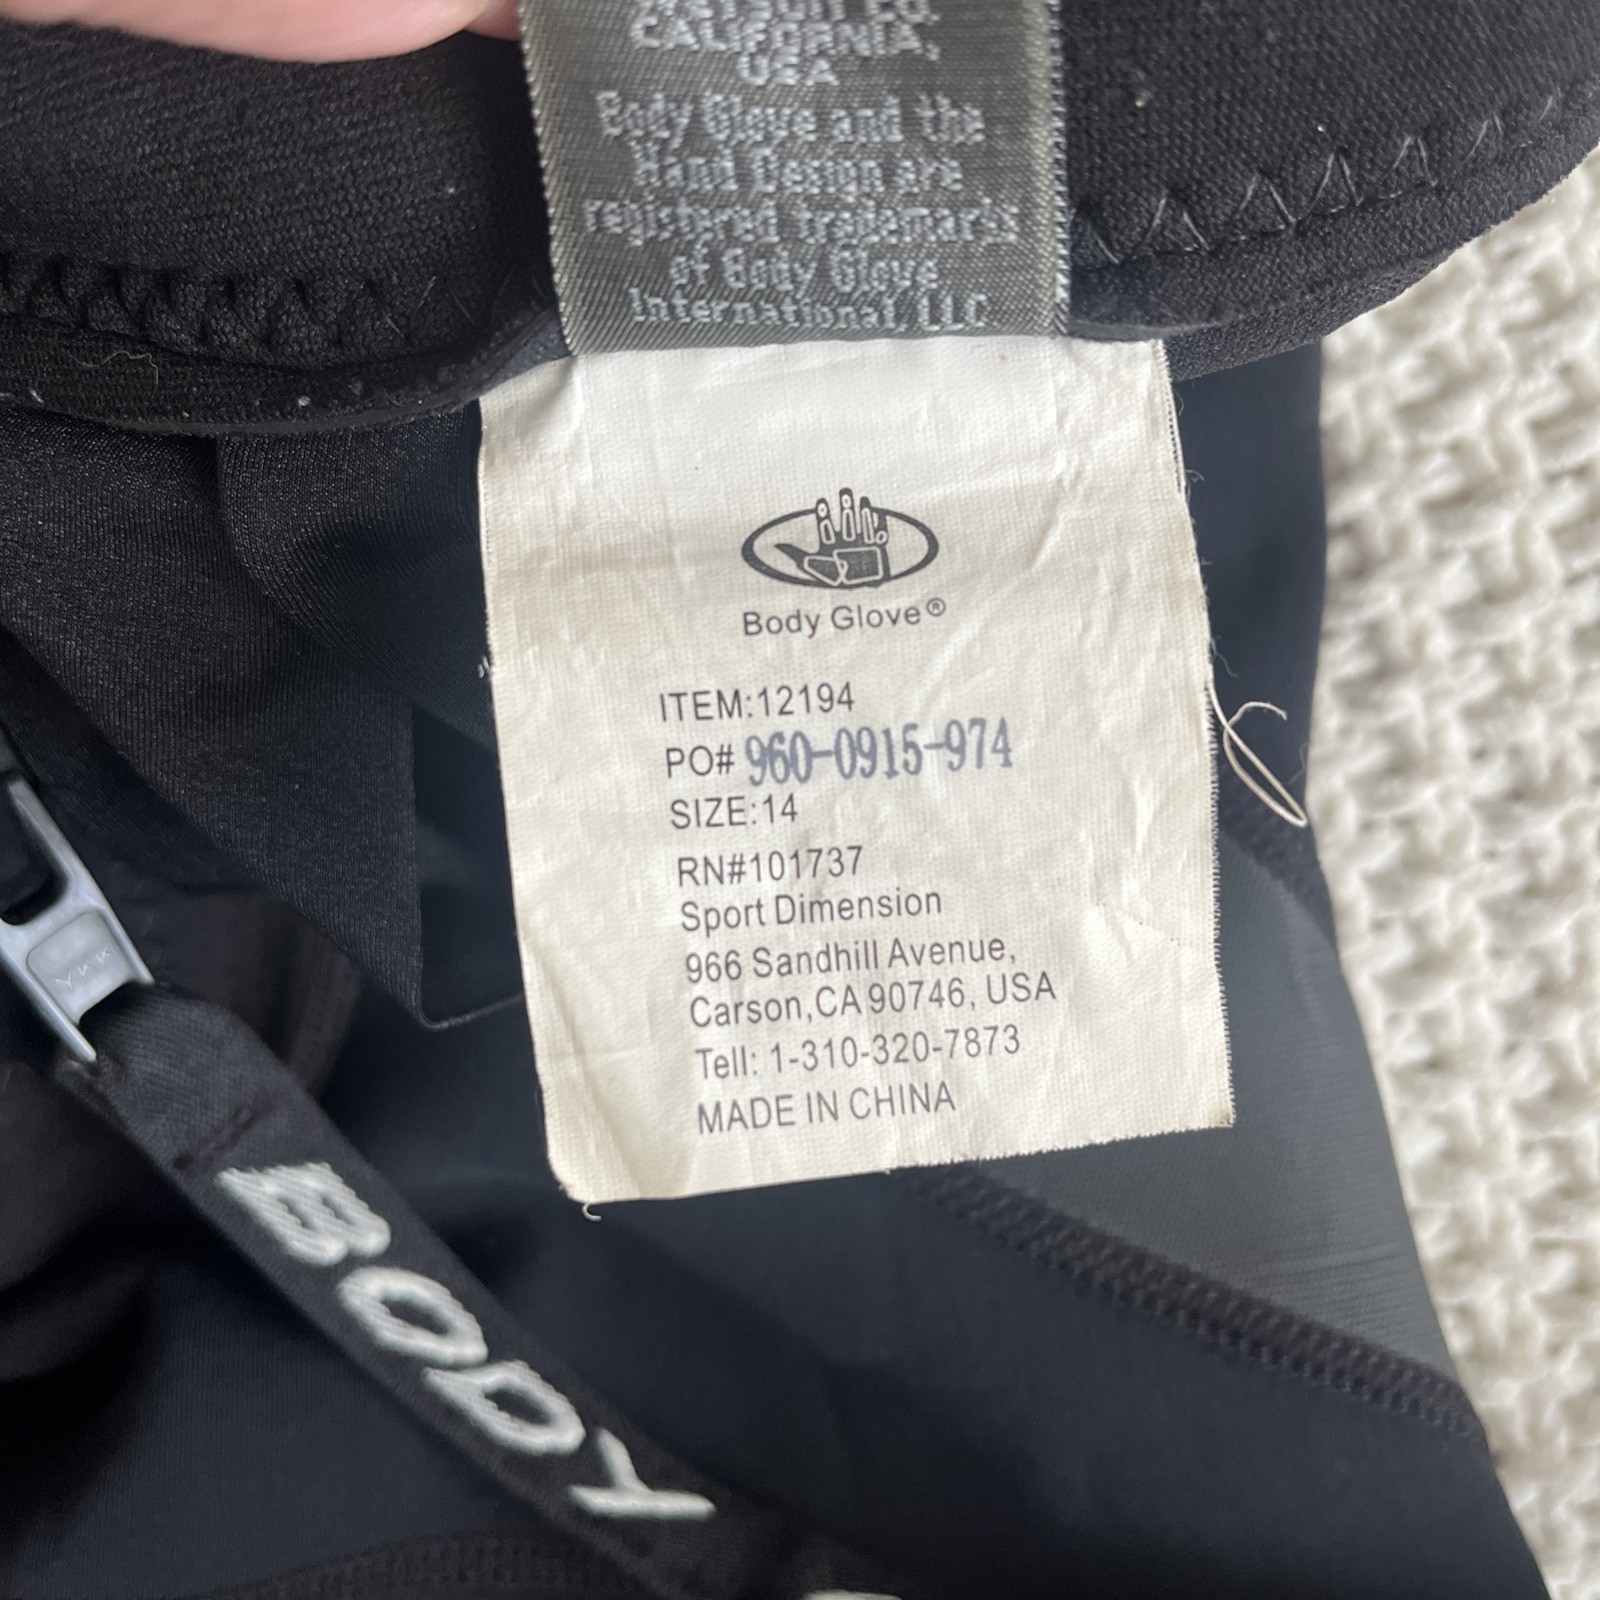 CALIFORNIA,
USA
Body Glove and the
Hand Design are
registered trademarks
of Body Glove
International, LLC
Body Glove®
ITEM:12194
PO# 960-0915-974
SIZE:14
RN#101737
Sport Dimension
966 Sandhill Avenue,
Carson,CA 90746, USA
Tell: 1-310-320-7873
MADE IN CHINA
YKK
BODY